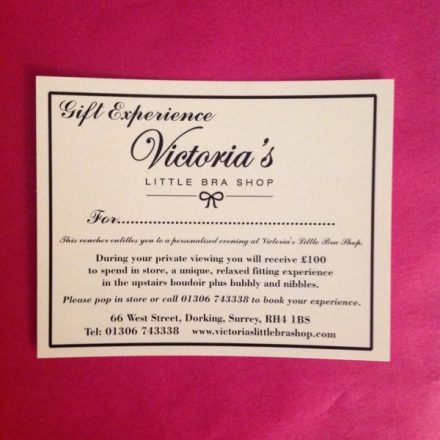 Gift Experience
Victoria's
LITTLE BRA SHOP
For........................................................
This voucher entitles you to a personalised evening at Victoria's Little Bra Shop.
During your private viewing you will receive £100
to spend in store, a unique, relaxed fitting experience
in the upstairs boudoir plus bubbly and nibbles.
Please pop in store or call 01306 743338 to book your experience.
66 West Street, Dorking, Surrey, RH4 1BS
Tel: 01306 743338 www.victoriaslittlebrashop.com